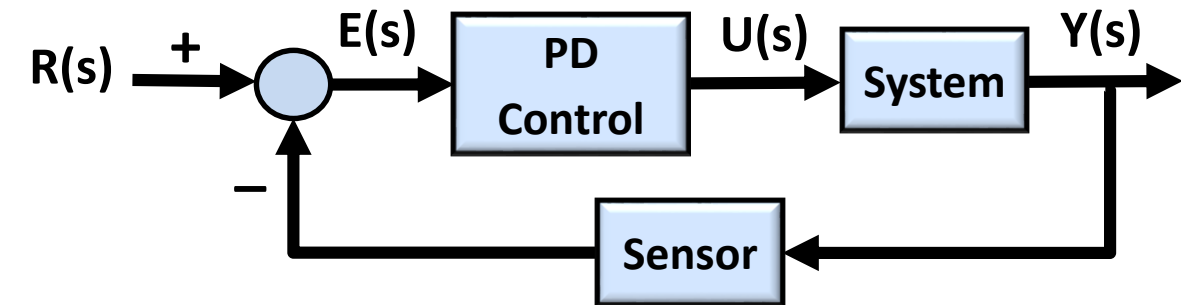 R(s)
+
E(s)
PD
Control
U(s)
System
Y(s)
−
Sensor